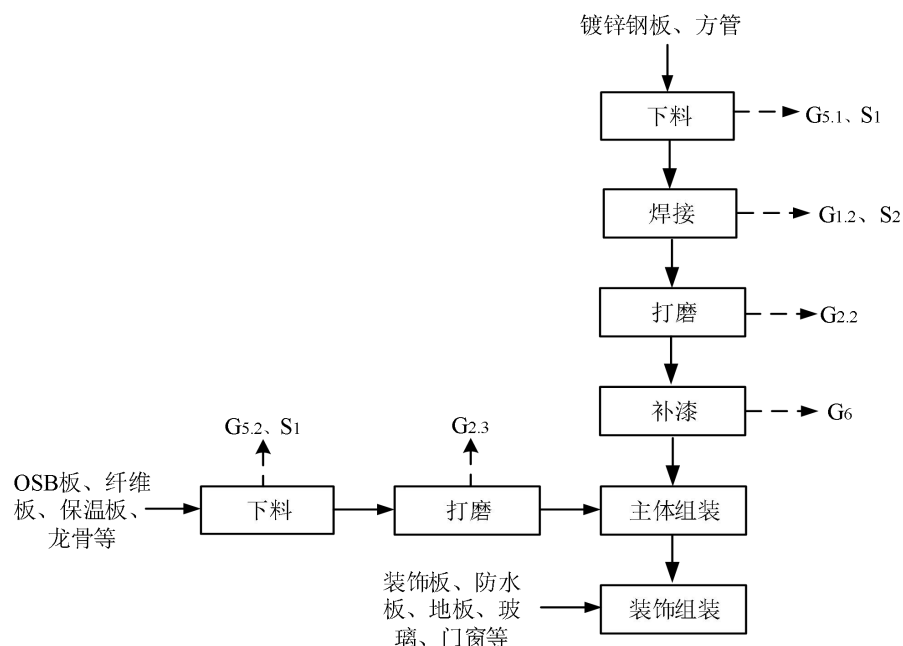 镀锌钢板、方管
下料
G5.1、S1
焊接
G1.2、S2
打磨
G2.2
补漆
G6
G5.2、S1
G2.3
OSB板、纤维
板、保温板、
龙骨等
下料
打磨
主体组装
装饰板、防水
板、地板、玻
璃、门窗等
装饰组装